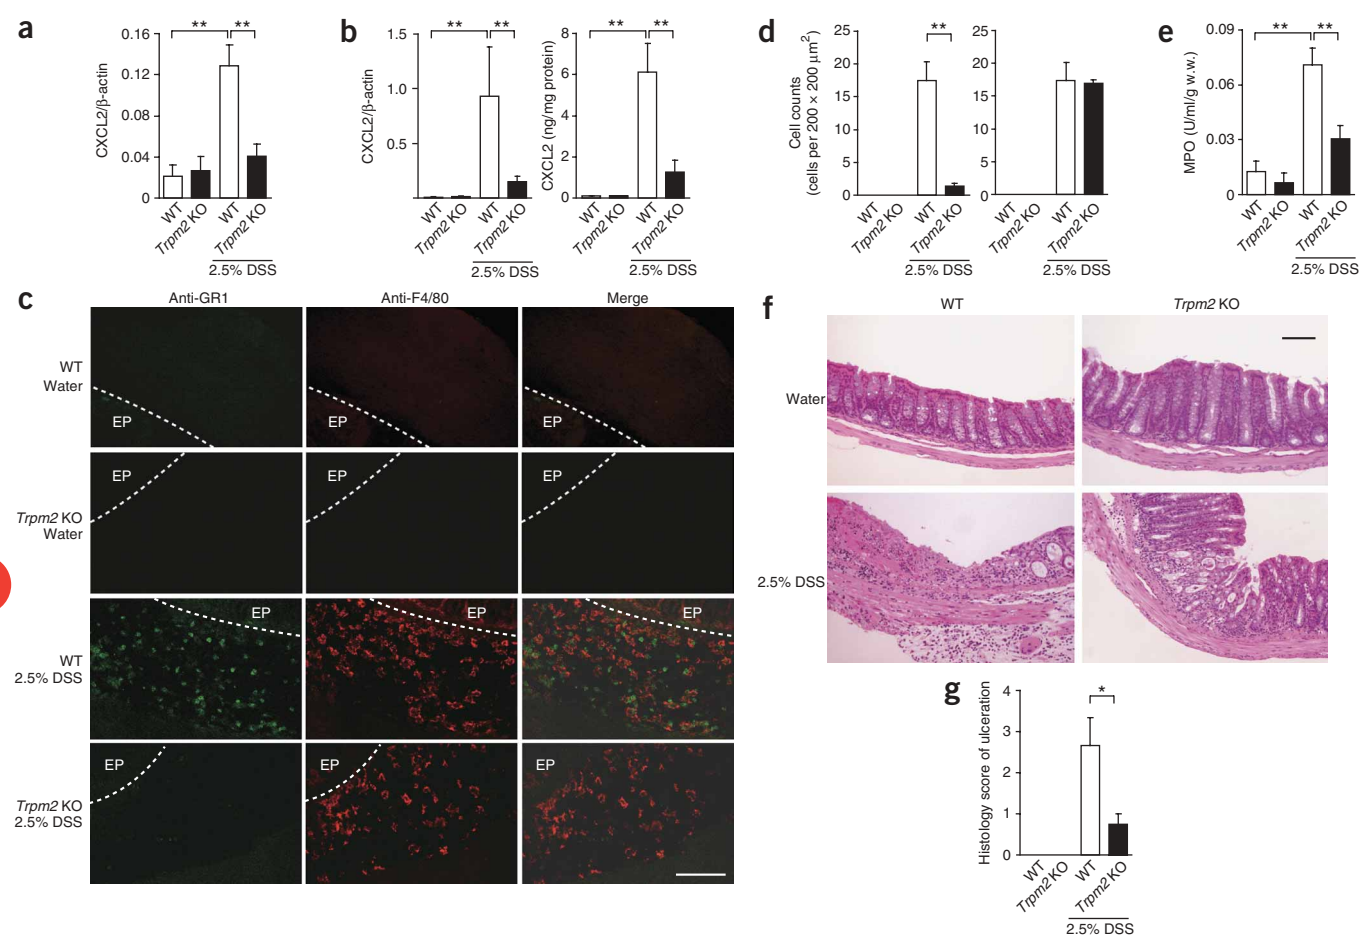 a
CXCL2/β-actin
0.16
0.12
0.08
0.04
0
**
**
WT
Trpm2 KO
WT
Trpm2 KO
2.5% DSS
b
CXCL2/β-actin
1.5
1.0
0.5
**
**
WT
Trpm2 KO
WT
Trpm2 KO
2.5% DSS
CXCL2 (ng/mg protein)
8
6
4
2
0
**
**
WT
Trpm2 KO
WT
Trpm2 KO
2.5% DSS
c
Anti-GR1
Anti-F4/80
Merge
WT
Water
EP
EP
EP
Trpm2 KO
Water
EP
EP
EP
WT
2.5% DSS
EP
EP
EP
Trpm2 KO
2.5% DSS
EP
EP
EP
d
Cell counts
(cells per 200 × 200 μm²)
25
20
15
10
5
0
**
WT
Trpm2 KO
WT
Trpm2 KO
2.5% DSS
25
20
15
10
5
0
WT
Trpm2 KO
WT
Trpm2 KO
2.5% DSS
e
MPO (U/ml/g w.w.)
0.09
0.06
0.03
0
**
**
WT
Trpm2 KO
WT
Trpm2 KO
2.5% DSS
f
WT
Trpm2 KO
Water
2.5% DSS
g
Histology score of ulceration
4
3
2
1
0
*
WT
Trpm2 KO
WT
Trpm2 KO
2.5% DSS